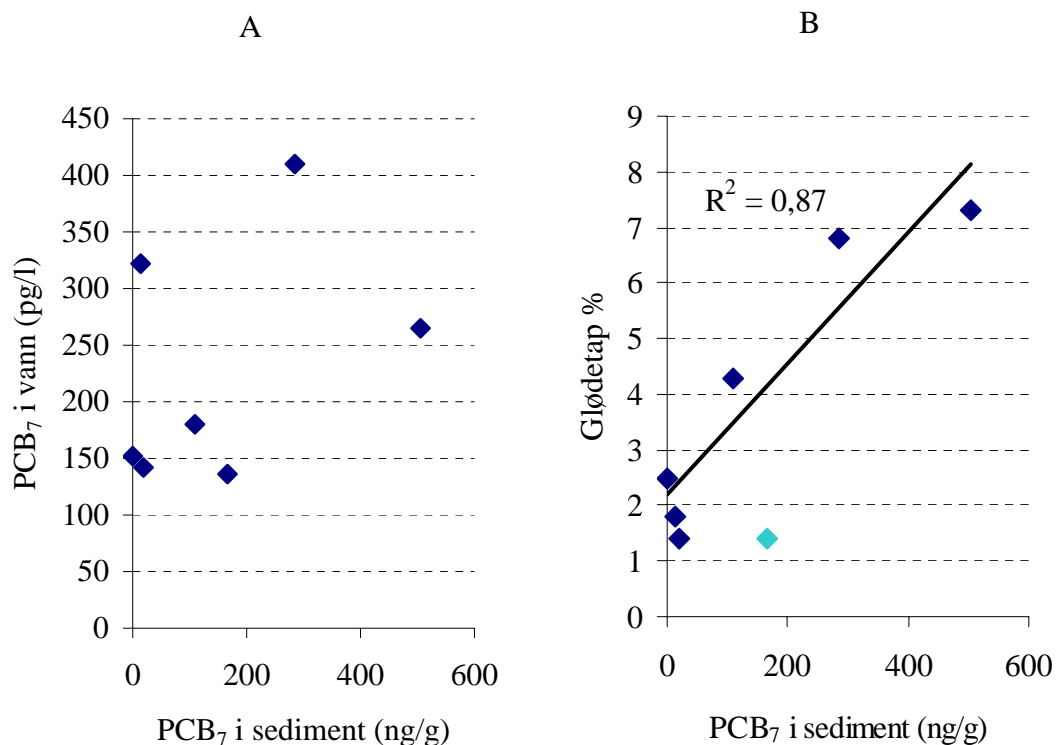 A
450
400
350
300
250
200
150
100
50
0
0 200 400 600
PCB₇ i vann (pg/l)
PCB₇ i sediment (ng/g)
B
9
8
7
6
5
4
3
2
1
0
0 200 400 600
R² = 0,87
Glødetap %
PCB₇ i sediment (ng/g)